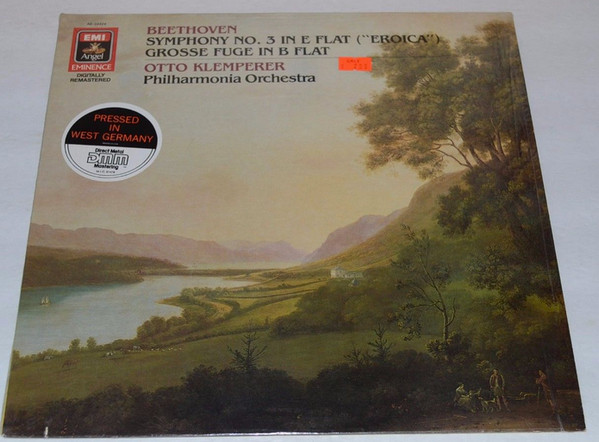 BEETHOVEN
SYMPHONY NO. 3 IN E FLAT ("EROICA")
GROSSE FUGE IN B FLAT
OTTO KLEMPERER
Philharmonia Orchestra
EMI
Angel
EMINENCE
DIGITALLY
REMASTERED
PRESSED
IN
WEST GERMANY
Direct Metal
DMM
Mastering